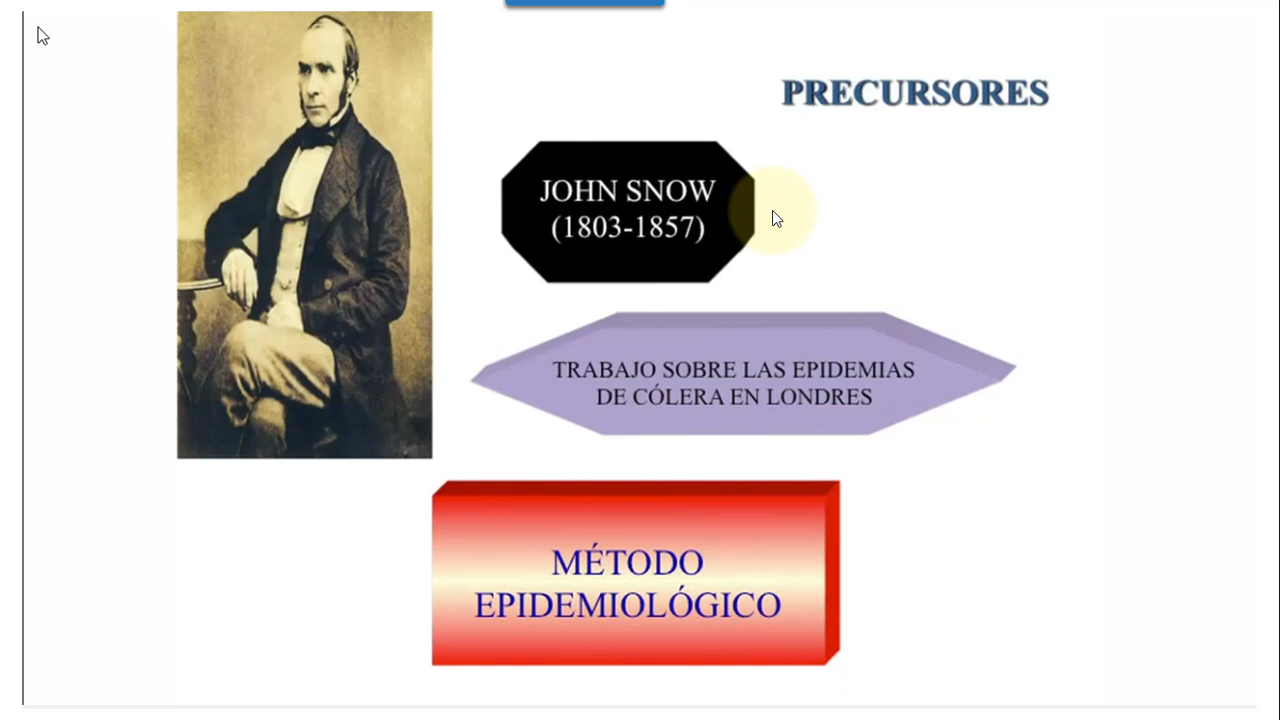 PRECURSORES
JOHN SNOW
(1803-1857)
TRABAJO SOBRE LAS EPIDEMIAS
DE CÓLERA EN LONDRES
MÉTODO
EPIDEMIOLÓGICO